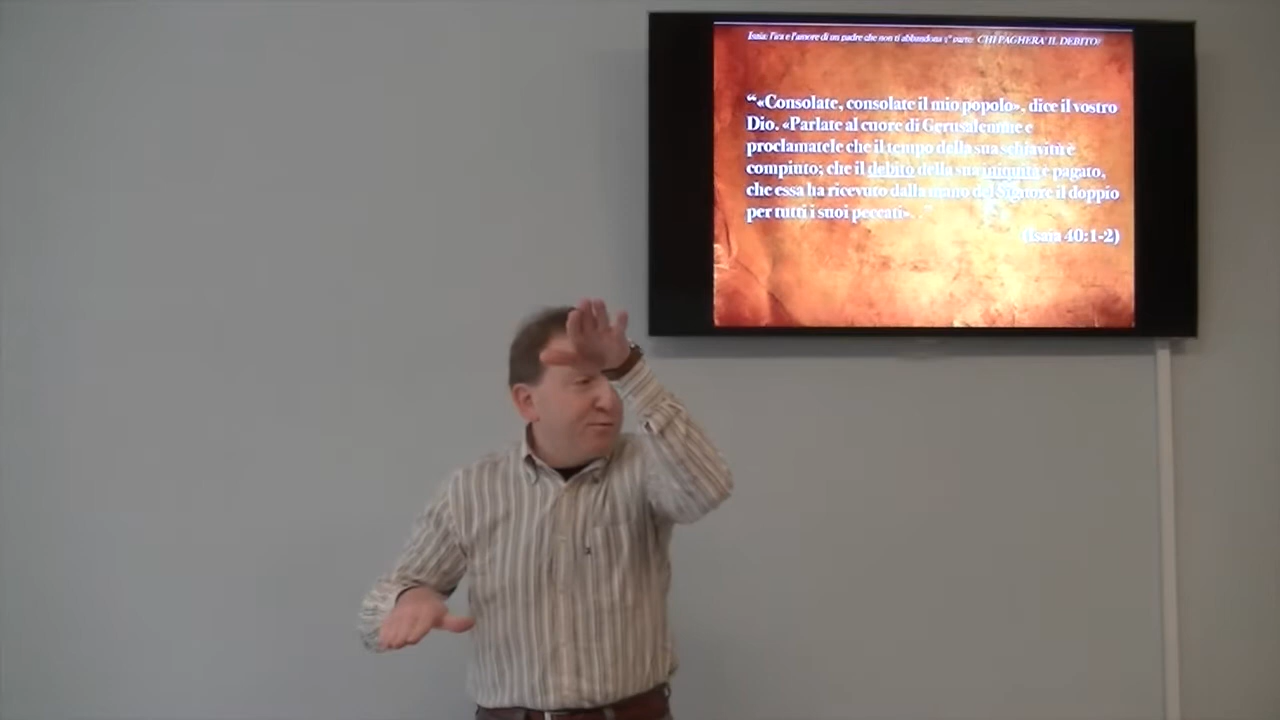 Isaia: l'ira e l'amore di un padre che non ti abbandona 1° parte: CHI PAGHERA' IL DEBITO?
“«Consolate, consolate il mio popolo», dice il vostro
Dio. «Parlate al cuore di Gerusalemme e
proclamatele che il tempo della sua schiavitù è
compiuto; che il debito della sua iniquità è pagato,
che essa ha ricevuto dalla mano del Signore il doppio
per tutti i suoi peccati». ”
(Isaia 40:1-2)